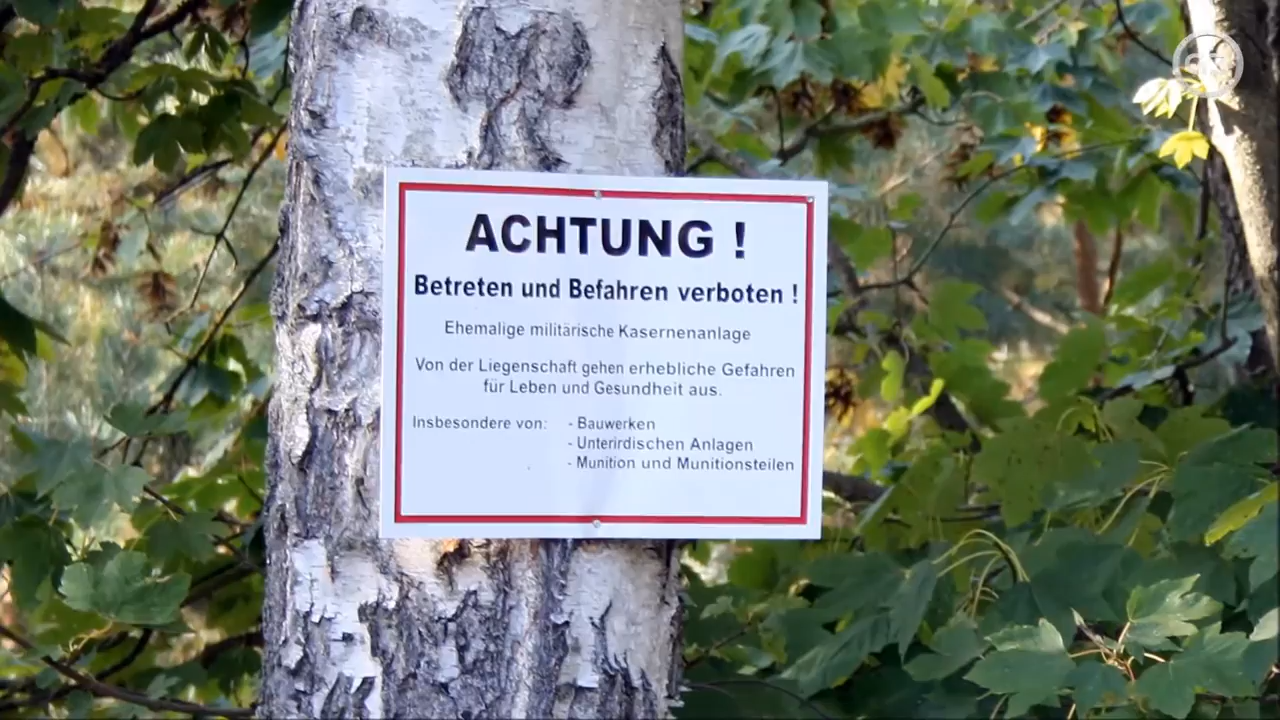 ACHTUNG !
Betreten und Befahren verboten !
Ehemalige militärische Kasernenanlage
Von der Liegenschaft gehen erhebliche Gefahren
für Leben und Gesundheit aus.
Insbesondere von: - Bauwerken
- Unterirdischen Anlagen
- Munition und Munitionsteilen